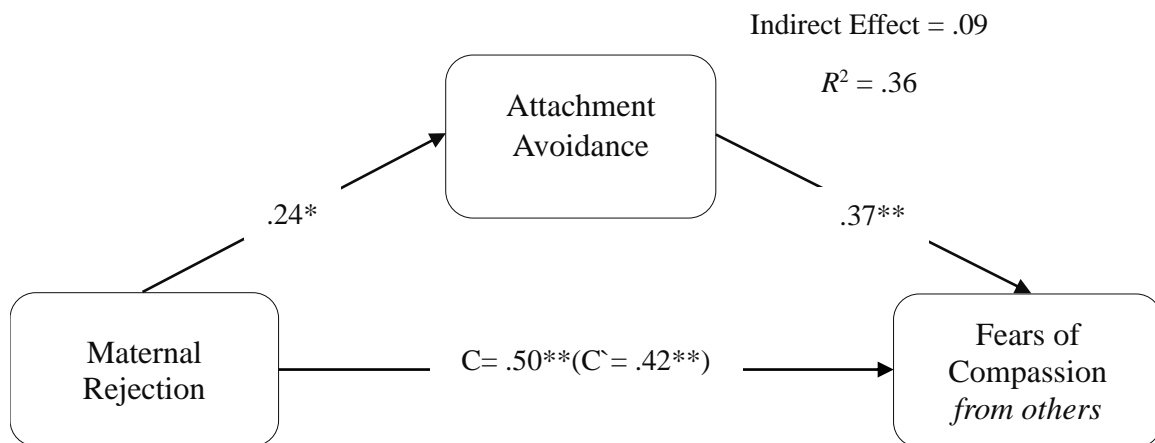 Indirect Effect = .09
R² = .36
Attachment
Avoidance
.24*
.37**
Maternal
Rejection
C= .50**(C`= .42**)
Fears of
Compassion
from others